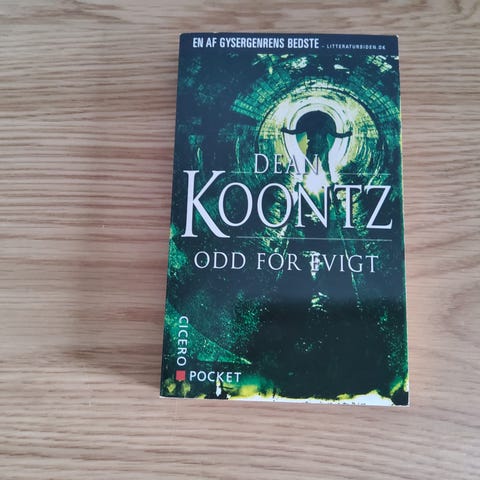 EN AF GYSERGENRENS BEDSTE - LITTERATURSIDEN.DK
DEAN
KOONTZ
ODD FOR EVIGT
CICERO
POCKET